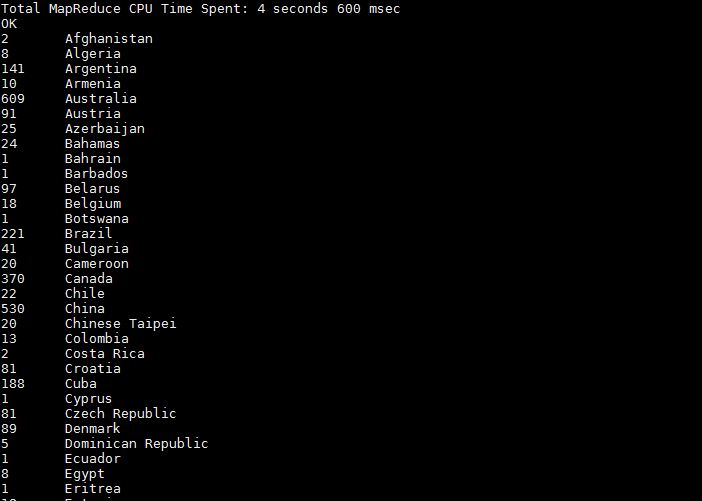 Total MapReduce CPU Time Spent: 4 seconds 600 msec
OK
2 Afghanistan
8 Algeria
141 Argentina
10 Armenia
609 Australia
91 Austria
25 Azerbaijan
24 Bahamas
1 Bahrain
1 Barbados
97 Belarus
18 Belgium
1 Botswana
221 Brazil
41 Bulgaria
20 Cameroon
370 Canada
22 Chile
530 China
20 Chinese Taipei
13 Colombia
2 Costa Rica
81 Croatia
188 Cuba
1 Cyprus
81 Czech Republic
89 Denmark
5 Dominican Republic
1 Ecuador
8 Egypt
1 Eritrea